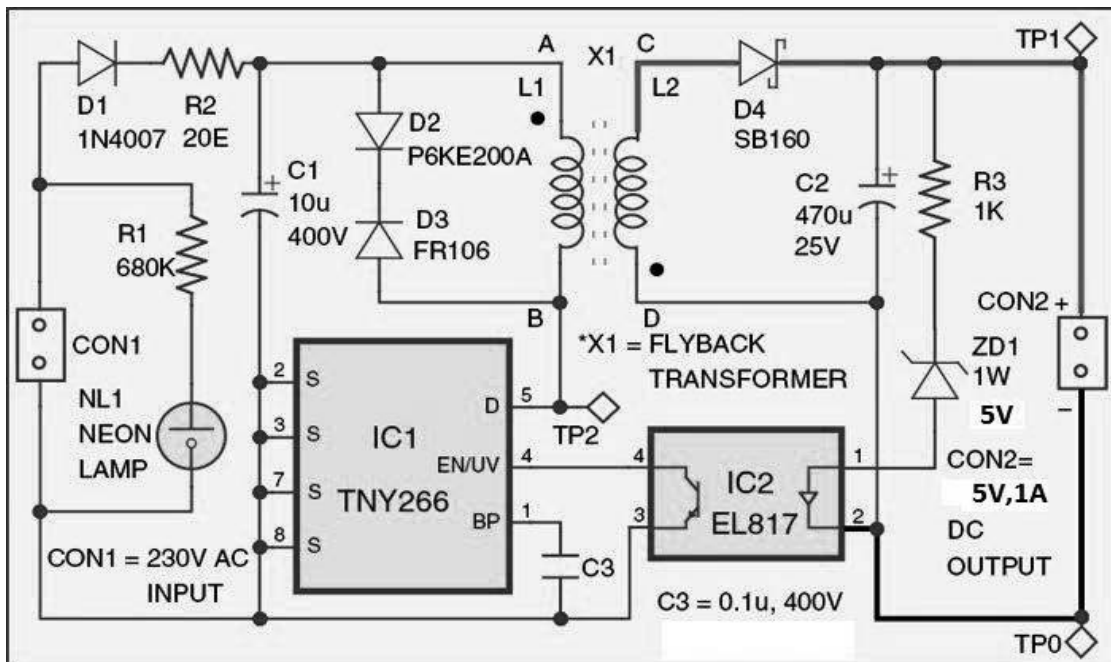 A
X1
C
TP1
D1
1N4007
R2
20E
L1
L2
D2
P6KE200A
D4
SB160
C1
+
10u
400V
D3
FR106
C2
+
470u
25V
R3
1K
R1
680K
CON1
B
D
*X1 = FLYBACK
TRANSFORMER
CON2 +
ZD1
1W
5V
–
NL1
NEON
LAMP
2
S
3
S
7
S
8
S
IC1
TNY266
D
5
TP2
EN/UV
4
BP
1
4
3
IC2
EL817
1
2
C3
CON2=
5V,1A
DC
OUTPUT
CON1 = 230V AC
INPUT
C3 = 0.1u, 400V
TP0